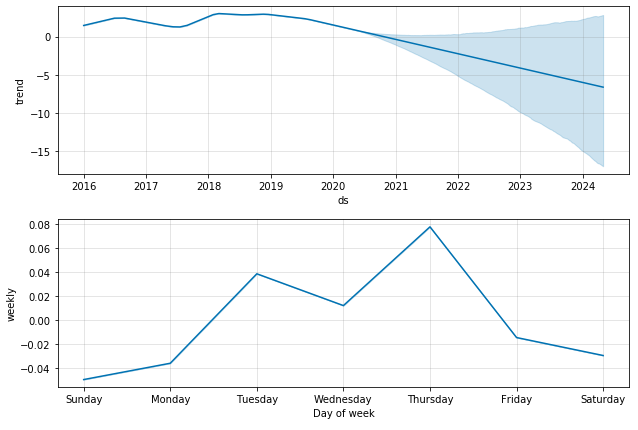 0
−5
−10
−15
trend
2016 2017 2018 2019 2020 2021 2022 2023 2024
ds
0.08
0.06
0.04
0.02
0.00
−0.02
−0.04
weekly
Sunday Monday Tuesday Wednesday Thursday Friday Saturday
Day of week